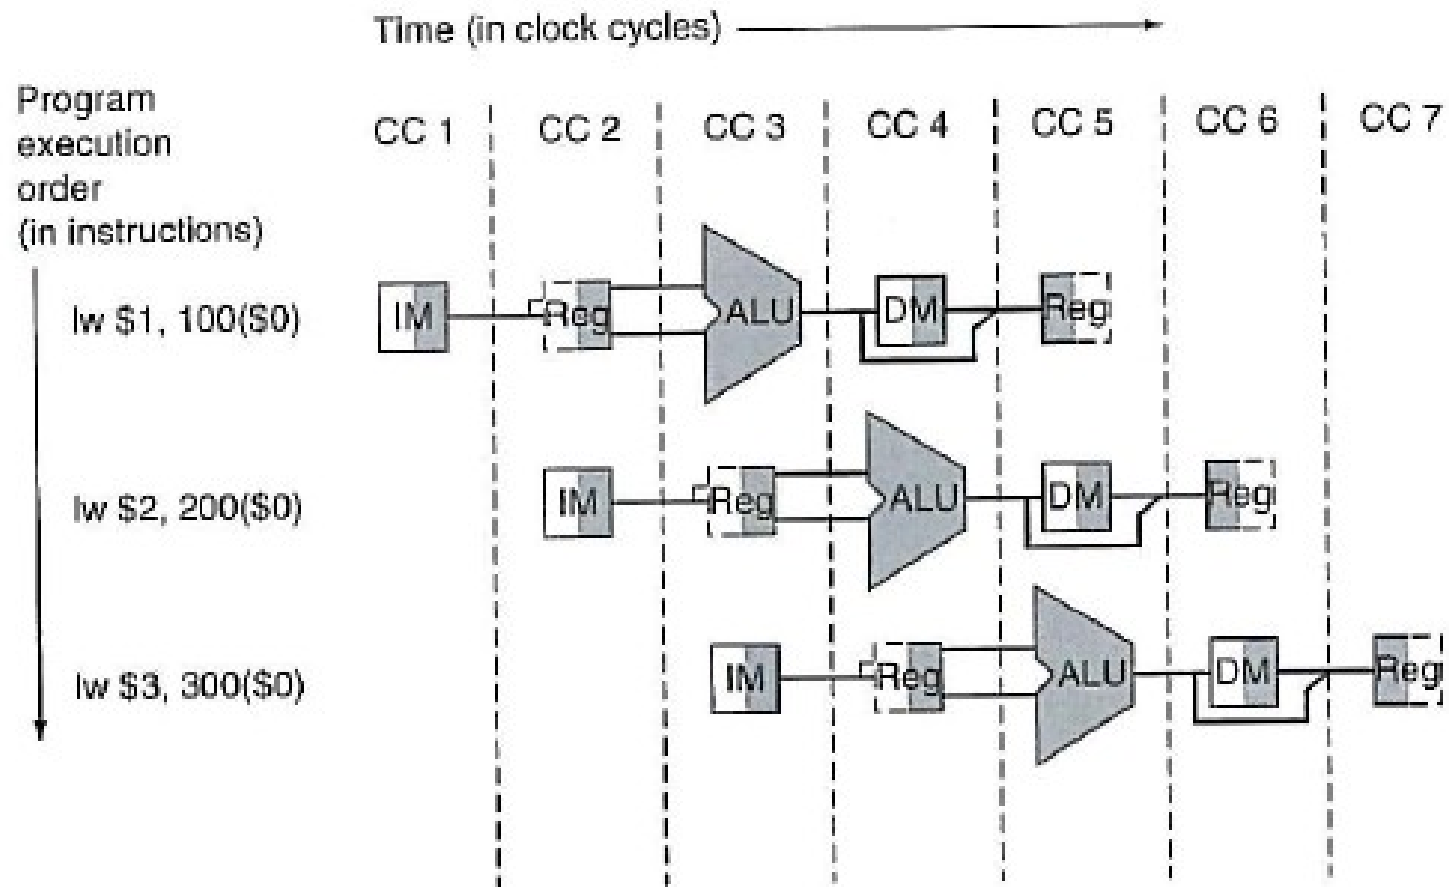 Time (in clock cycles)
Program
execution
order
(in instructions)
CC 1 CC 2 CC 3 CC 4 CC 5 CC 6 CC 7
lw $1, 100($0) IM Reg ALU DM Reg
lw $2, 200($0) IM Reg ALU DM Reg
lw $3, 300($0) IM Reg ALU DM Reg